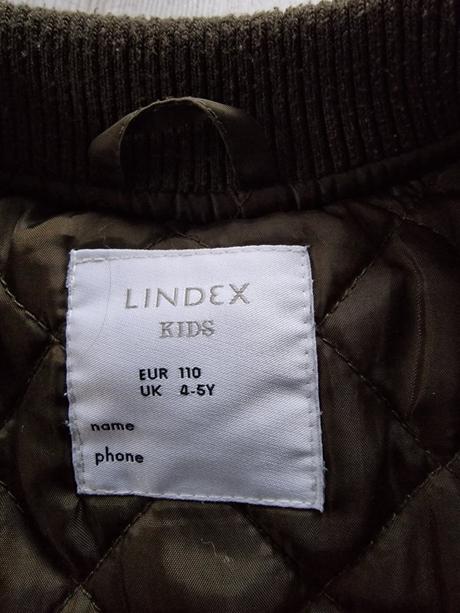 LINDEX
KIDS
EUR 110
UK 4-5Y
name
phone